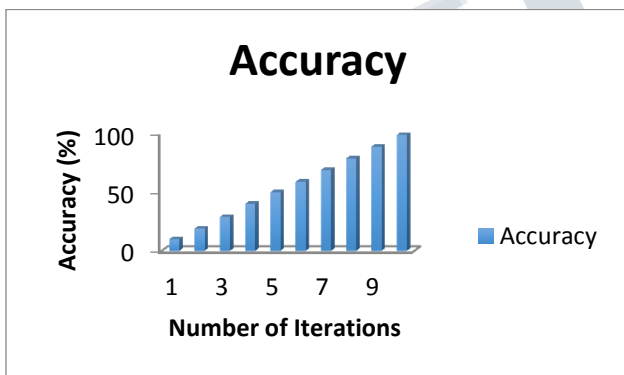 Accuracy
Accuracy (%)
100
50
0
1 3 5 7 9
Number of Iterations
Accuracy